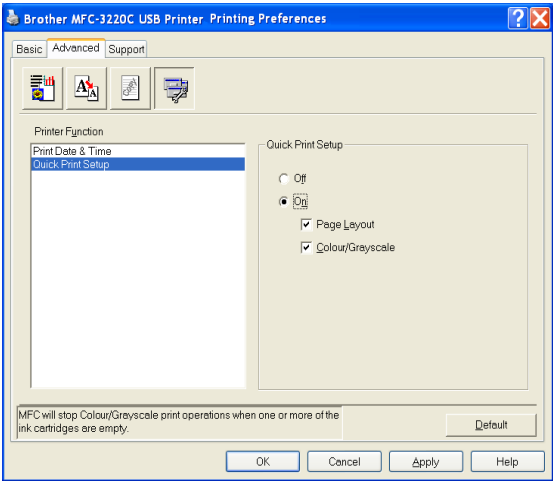 Brother MFC-3220C USB Printer Printing Preferences
Basic Advanced Support
Printer Function
Print Date & Time
Quick Print Setup
Quick Print Setup
Off
On
Page Layout
Colour/Grayscale
MFC will stop Colour/Grayscale print operations when one or more of the
ink cartridges are empty.
Default
OK Cancel Apply Help